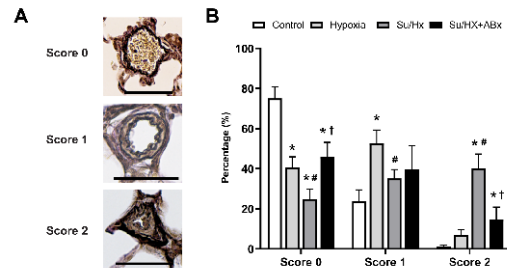 A
Score 0
Score 1
Score 2
B
Control Hypoxia Su/Hx Su/HX+ABx
Percentage (%)
100
80
60
40
20
0
* * # * †
* #
* # * †
Score 0 Score 1 Score 2